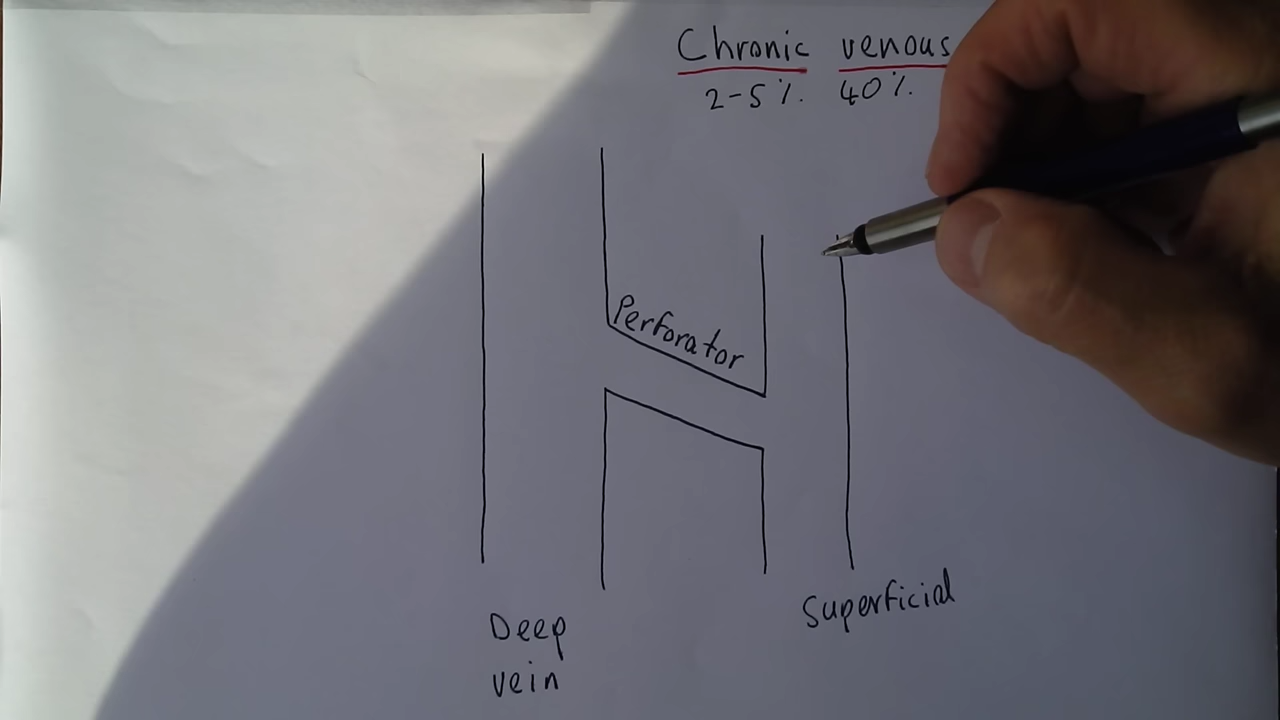 Chronic venous
2-5% 40%
Perforator
Superficial
Deep
vein